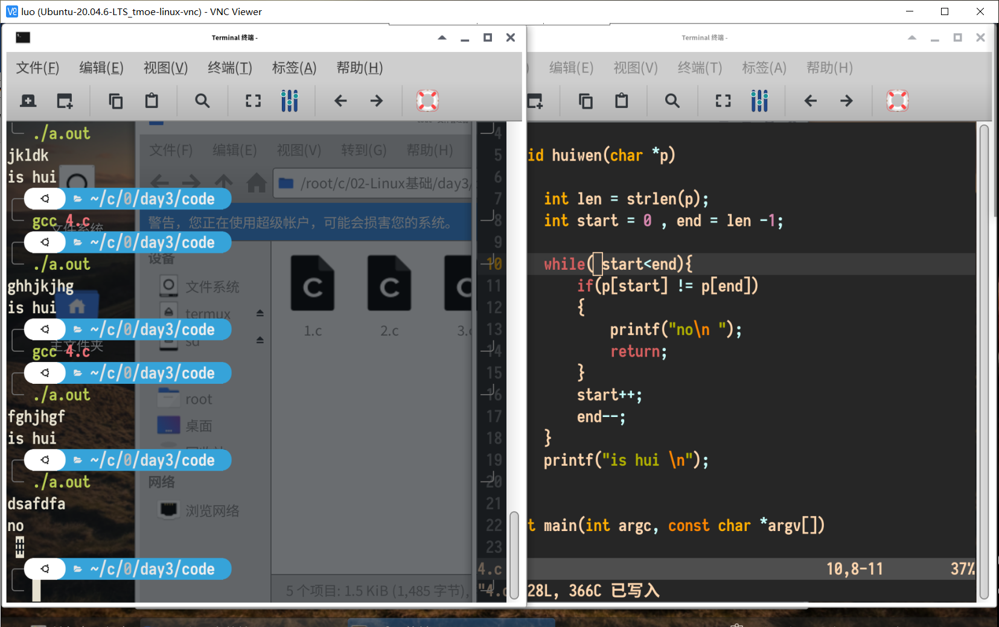 luo (Ubuntu-20.04.6-LTS_tmoe-linux-vnc) - VNC Viewer
Terminal 终端 -
文件(F) 编辑(E) 视图(V) 终端(T) 标签(A) 帮助(H)
./a.out
jkldk
is hui
~/c/0/day3/code
gcc 4.c
~/c/0/day3/code
./a.out
ghhjkjhg
is hui
~/c/0/day3/code
gcc 4.c
~/c/0/day3/code
./a.out
fghjhgf
is hui
~/c/0/day3/code
./a.out
dsafdfa
no
~/c/0/day3/code
文件系统
主文件夹
文件(F) 编辑(E) 视图(V) 转到(G) 帮助(H)
/root/c/02-Linux基础/day3/
警告，您正在使用超级帐户，可能会损害您的系统。
设备
文件系统
termux
sd
root
桌面
网络
浏览网络
1.c 2.c 3.c
5 个项目: 1.5 KiB (1,485 字节),
Terminal 终端 -
) 编辑(E) 视图(V) 终端(T) 标签(A) 帮助(H)
4
5 id huiwen(char *p)
6
7 int len = strlen(p);
8 int start = 0 , end = len -1;
9
10 while( start<end){
11 if(p[start] != p[end])
12 {
13 printf("no\n ");
14 return;
15 }
16 start++;
17 end--;
18 }
19 printf("is hui \n");
20
21
22 t main(int argc, const char *argv[])
23
4.c 10,8-11 37%
"4.c 28L, 366C 已写入